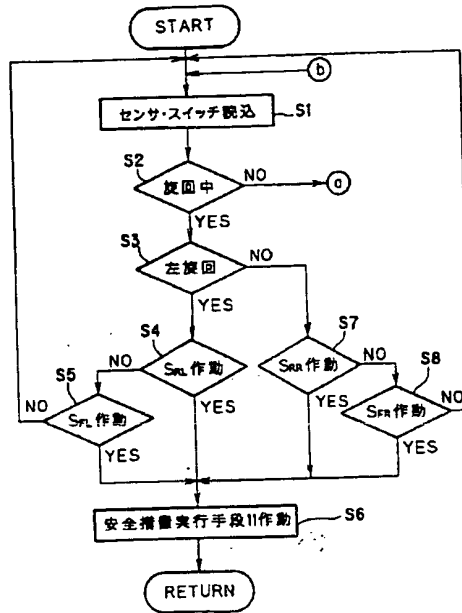 START
b
センサ・スイッチ読込
S1
S2
旋回中
NO
a
YES
S3
左旋回
NO
YES
S4
S7
NO
SRL作動
SRR作動
NO
S8
S5
YES
YES
NO
SFL作動
SFR作動
NO
YES
YES
安全措置実行手段11作動
S6
RETURN